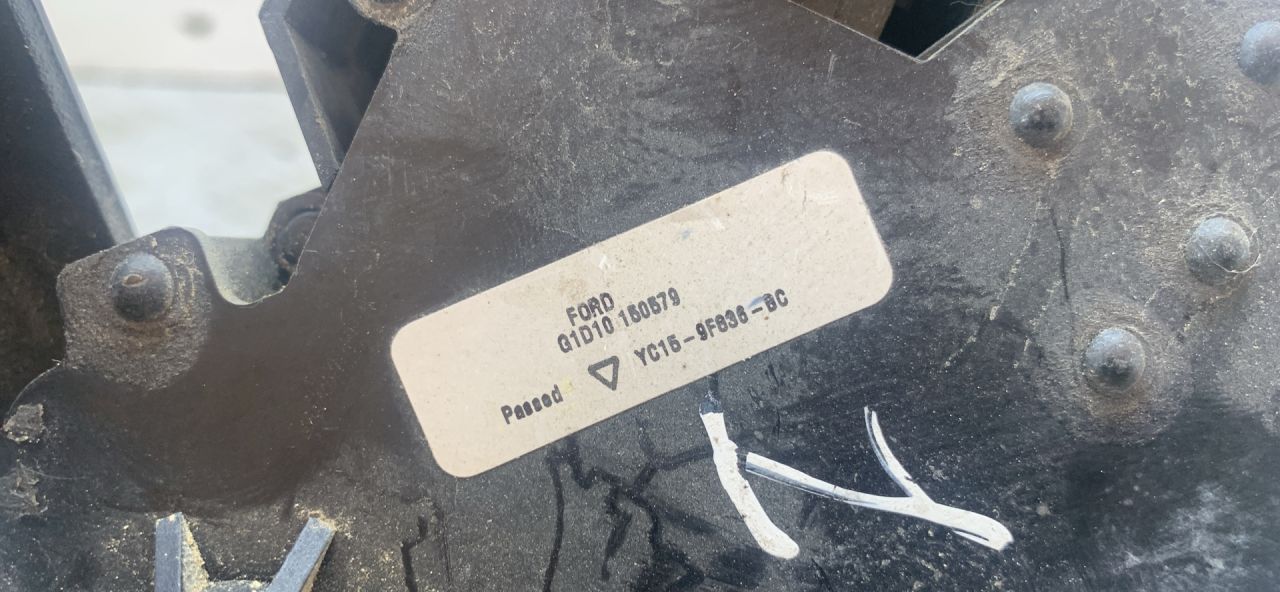 FORD
G1D10 150579
Passed ▽ YC15-9F836-BC